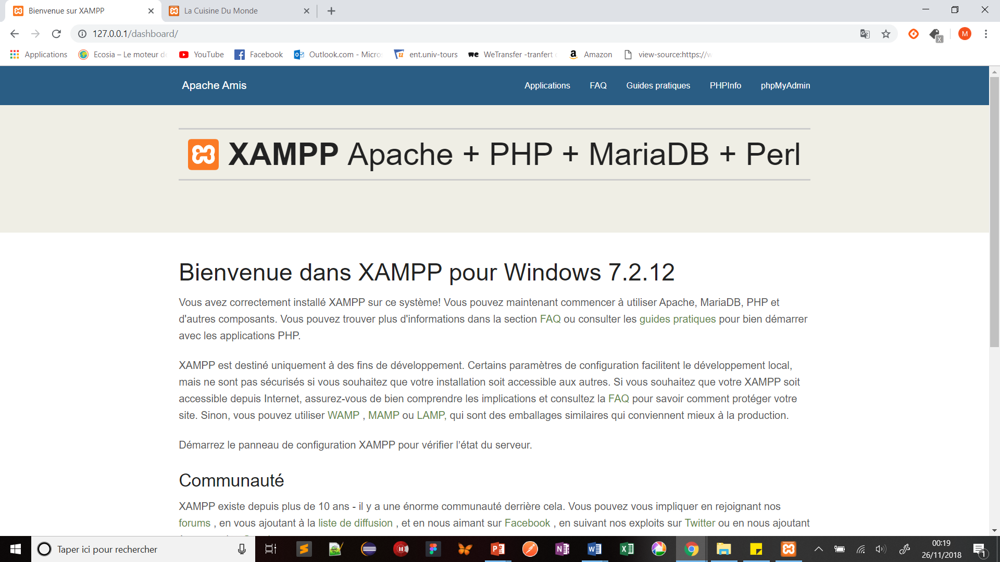 Bienvenue sur XAMPP
La Cuisine Du Monde
127.0.0.1/dashboard/
X
M
Applications
Ecosia – Le moteur d
YouTube
Facebook
Outlook.com - Micro
ent.univ-tours
WeTransfer -tranfert
Amazon
view-source:https://w
Apache Amis
Applications
FAQ
Guides pratiques
PHPInfo
phpMyAdmin
XAMPP Apache + PHP + MariaDB + Perl
Bienvenue dans XAMPP pour Windows 7.2.12
Vous avez correctement installé XAMPP sur ce système! Vous pouvez maintenant commencer à utiliser Apache, MariaDB, PHP et
d'autres composants. Vous pouvez trouver plus d'informations dans la section FAQ ou consulter les guides pratiques pour bien démarrer
avec les applications PHP.
XAMPP est destiné uniquement à des fins de développement. Certains paramètres de configuration facilitent le développement local,
mais ne sont pas sécurisés si vous souhaitez que votre installation soit accessible aux autres. Si vous souhaitez que votre XAMPP soit
accessible depuis Internet, assurez-vous de bien comprendre les implications et consultez la FAQ pour savoir comment protéger votre
site. Sinon, vous pouvez utiliser WAMP , MAMP ou LAMP, qui sont des emballages similaires qui conviennent mieux à la production.
Démarrez le panneau de configuration XAMPP pour vérifier l’état du serveur.
Communauté
XAMPP existe depuis plus de 10 ans - il y a une énorme communauté derrière cela. Vous pouvez vous impliquer en rejoignant nos
forums , en vous ajoutant à la liste de diffusion , et en nous aimant sur Facebook , en suivant nos exploits sur Twitter ou en nous ajoutant
Taper ici pour rechercher
00:19
26/11/2018
1